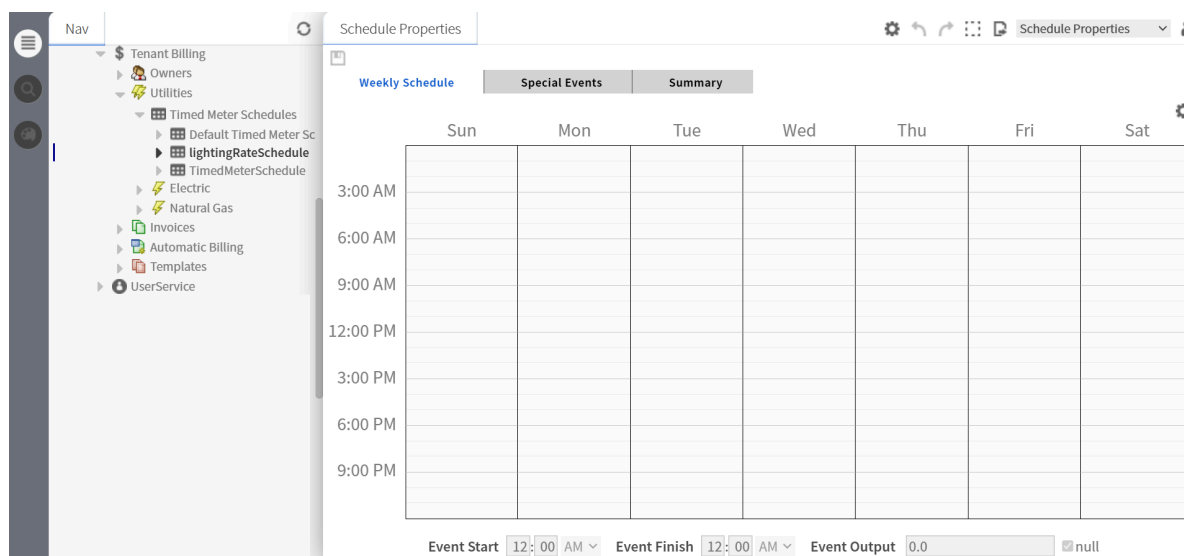 Nav
Schedule Properties
Schedule Properties
Tenant Billing
Owners
Utilities
Timed Meter Schedules
Default Timed Meter Sc
lightingRateSchedule
TimedMeterSchedule
Electric
Natural Gas
Invoices
Automatic Billing
Templates
UserService
Weekly Schedule Special Events Summary
Sun Mon Tue Wed Thu Fri Sat
3:00 AM
6:00 AM
9:00 AM
12:00 PM
3:00 PM
6:00 PM
9:00 PM
Event Start 12:00 AM Event Finish 12:00 AM Event Output 0.0 null